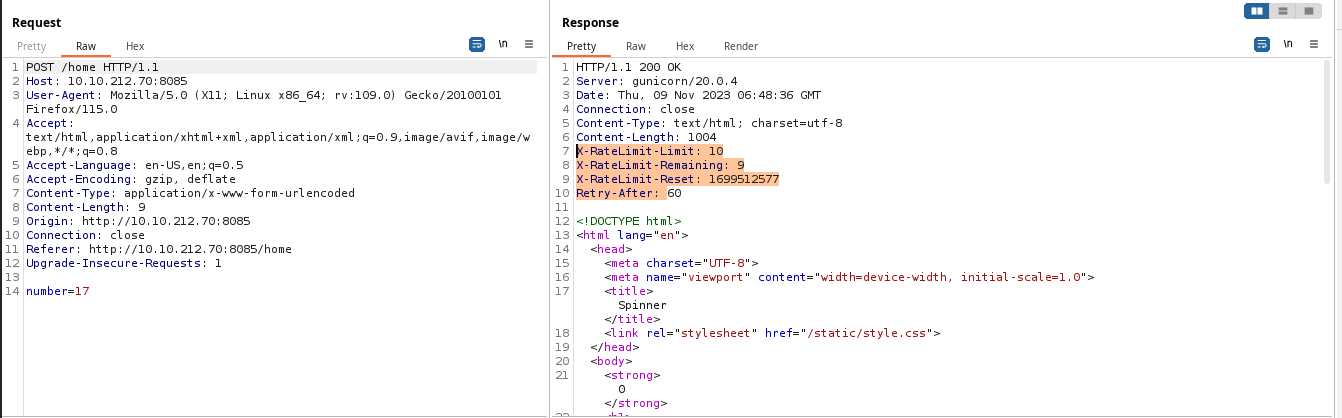 Request
Pretty Raw Hex
\n
1 POST /home HTTP/1.1
2 Host: 10.10.212.70:8085
3 User-Agent: Mozilla/5.0 (X11; Linux x86_64; rv:109.0) Gecko/20100101
Firefox/115.0
4 Accept:
text/html,application/xhtml+xml,application/xml;q=0.9,image/avif,image/w
ebp,*/*;q=0.8
5 Accept-Language: en-US,en;q=0.5
6 Accept-Encoding: gzip, deflate
7 Content-Type: application/x-www-form-urlencoded
8 Content-Length: 9
9 Origin: http://10.10.212.70:8085
10 Connection: close
11 Referer: http://10.10.212.70:8085/home
12 Upgrade-Insecure-Requests: 1
13
14 number=17
Response
Pretty Raw Hex Render
\n
1 HTTP/1.1 200 OK
2 Server: gunicorn/20.0.4
3 Date: Thu, 09 Nov 2023 06:48:36 GMT
4 Connection: close
5 Content-Type: text/html; charset=utf-8
6 Content-Length: 1004
7 X-RateLimit-Limit: 10
8 X-RateLimit-Remaining: 9
9 X-RateLimit-Reset: 1699512577
10 Retry-After: 60
11
12 <!DOCTYPE html>
13 <html lang="en">
14 <head>
15 <meta charset="UTF-8">
16 <meta name="viewport" content="width=device-width, initial-scale=1.0">
17 <title>
Spinner
</title>
18 <link rel="stylesheet" href="/static/style.css">
19 </head>
20 <body>
21 <strong>
0
</strong>